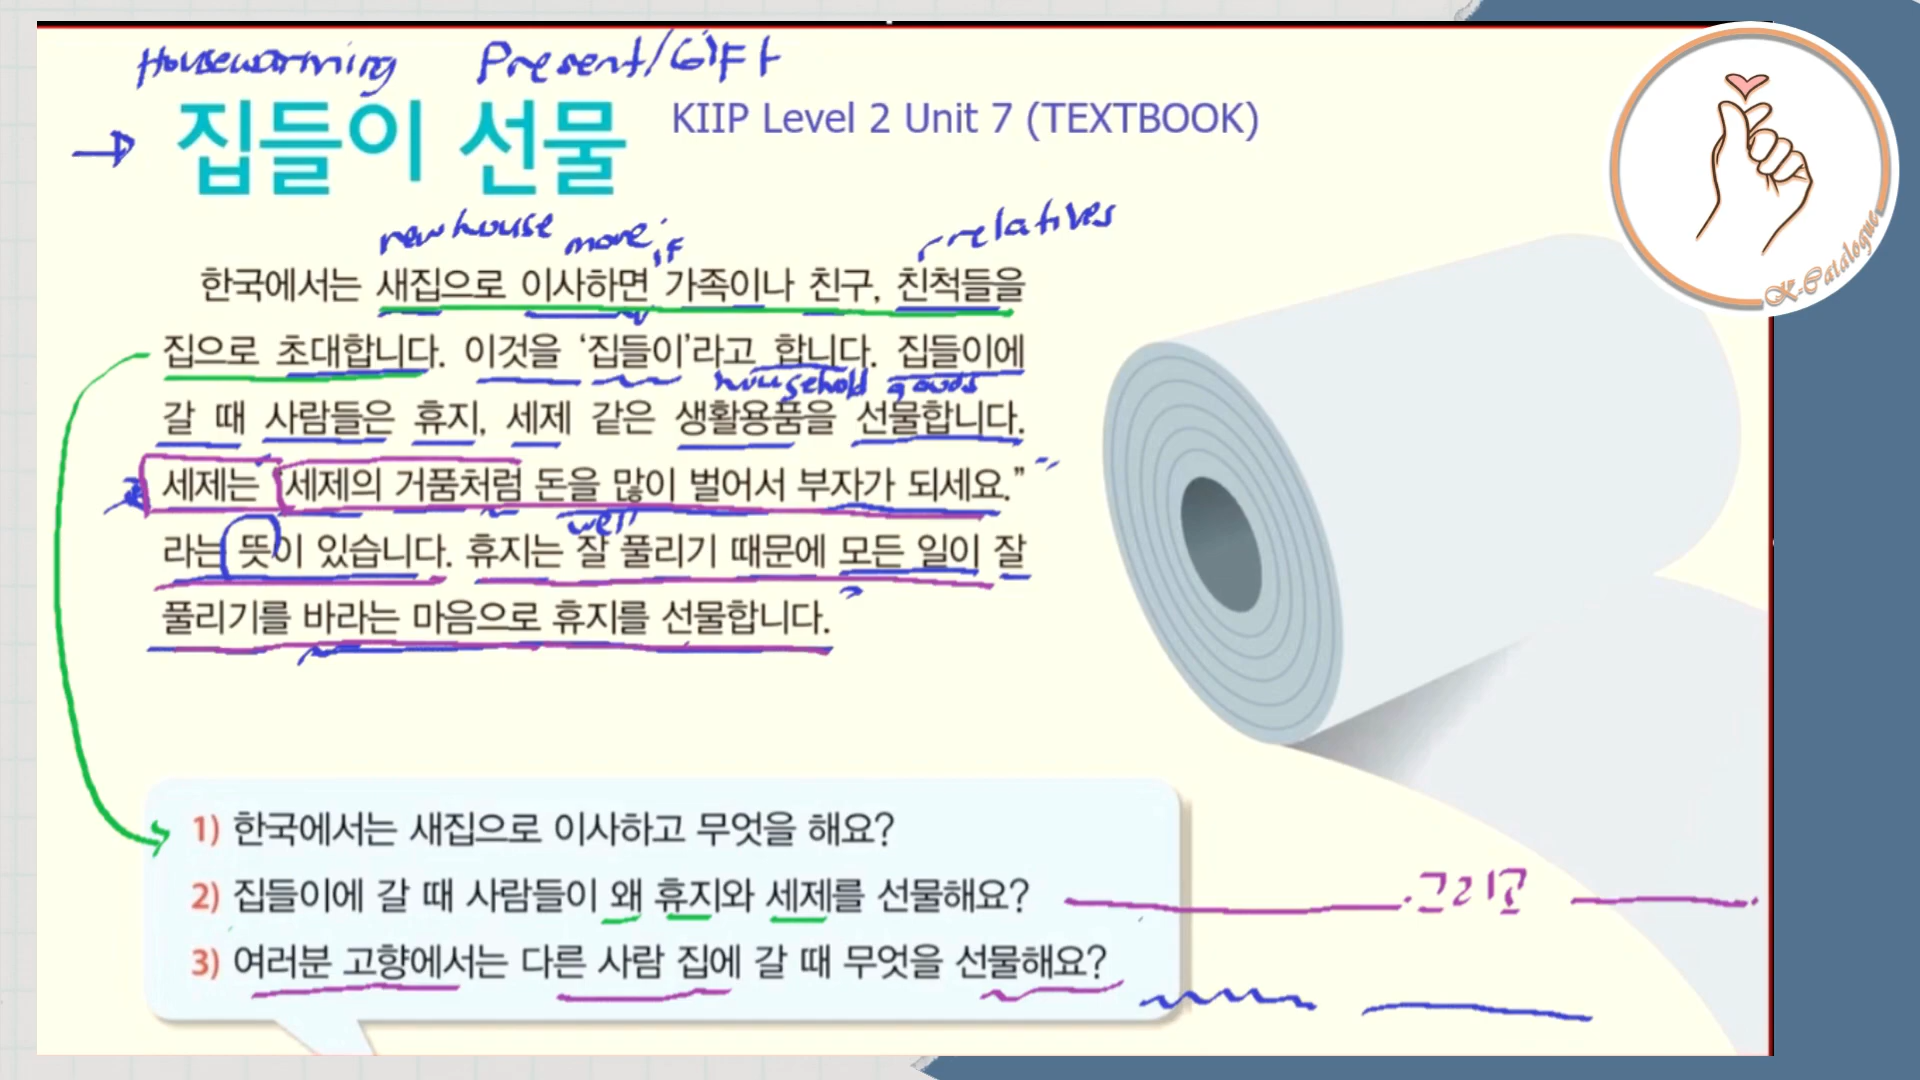 Housewarming Present/Gift
집들이 선물 KIIP Level 2 Unit 7 (TEXTBOOK)
new house move if relatives
한국에서는 새집으로 이사하면 가족이나 친구, 친척들을
집으로 초대합니다. 이것을 ‘집들이’라고 합니다. 집들이에
household goods
갈 때 사람들은 휴지, 세제 같은 생활용품을 선물합니다.
세제는 세제의 거품처럼 돈을 많이 벌어서 부자가 되세요.”
well
라는 뜻이 있습니다. 휴지는 잘 풀리기 때문에 모든 일이 잘
풀리기를 바라는 마음으로 휴지를 선물합니다.
1) 한국에서는 새집으로 이사하고 무엇을 해요?
2) 집들이에 갈 때 사람들이 왜 휴지와 세제를 선물해요? 그리고
3) 여러분 고향에서는 다른 사람 집에 갈 때 무엇을 선물해요?
K-Catalogue